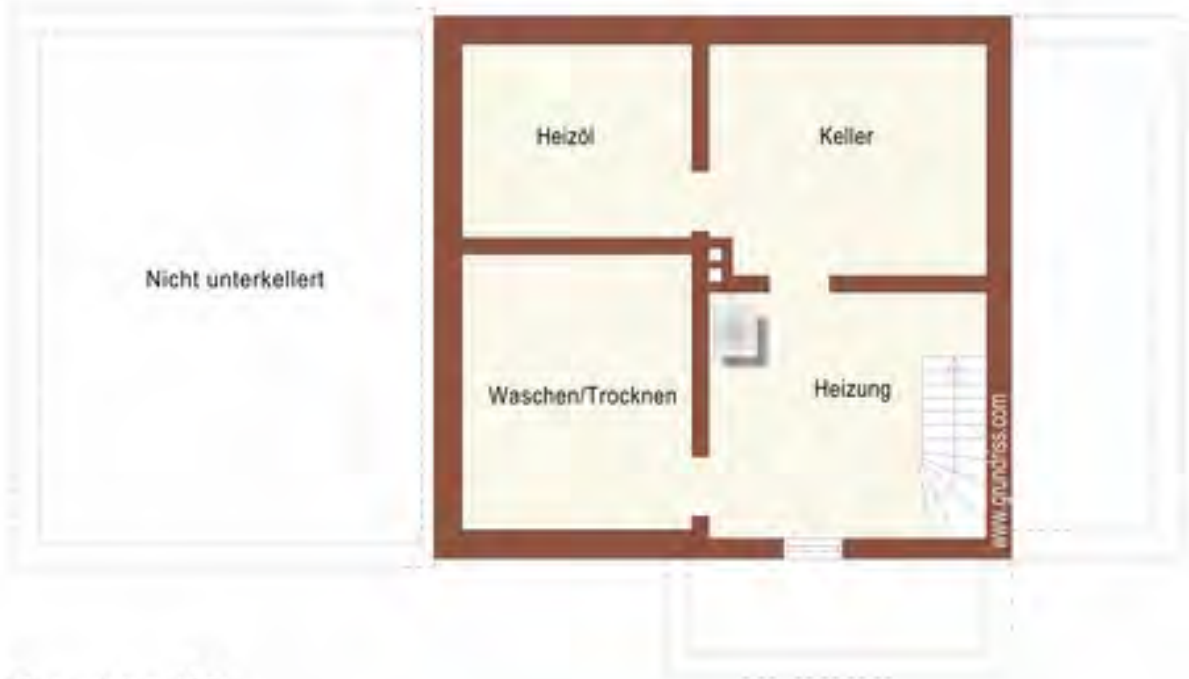 Heizöl
Keller
Nicht unterkellert
Waschen/Trocknen
Heizung
www.grundriss.com